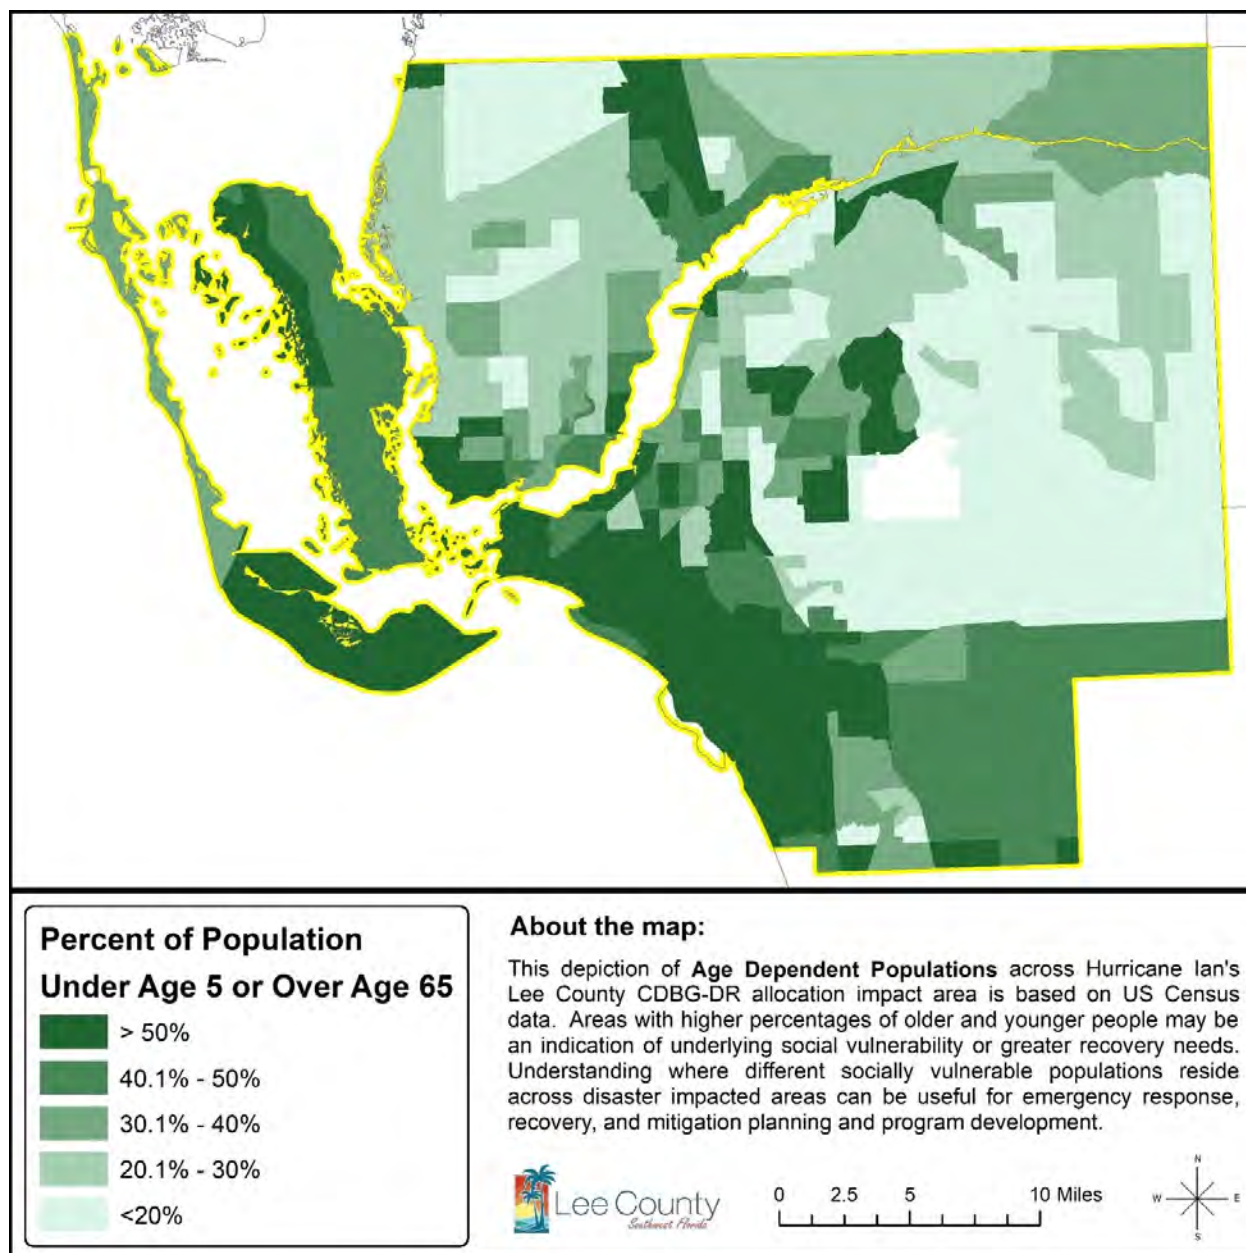 Percent of Population
Under Age 5 or Over Age 65
> 50%
40.1% - 50%
30.1% - 40%
20.1% - 30%
<20%
About the map:
This depiction of Age Dependent Populations across Hurricane Ian's
Lee County CDBG-DR allocation impact area is based on US Census
data. Areas with higher percentages of older and younger people may be
an indication of underlying social vulnerability or greater recovery needs.
Understanding where different socially vulnerable populations reside
across disaster impacted areas can be useful for emergency response,
recovery, and mitigation planning and program development.
Lee County
Southwest Florida
0 2.5 5 10 Miles
N
W E
S